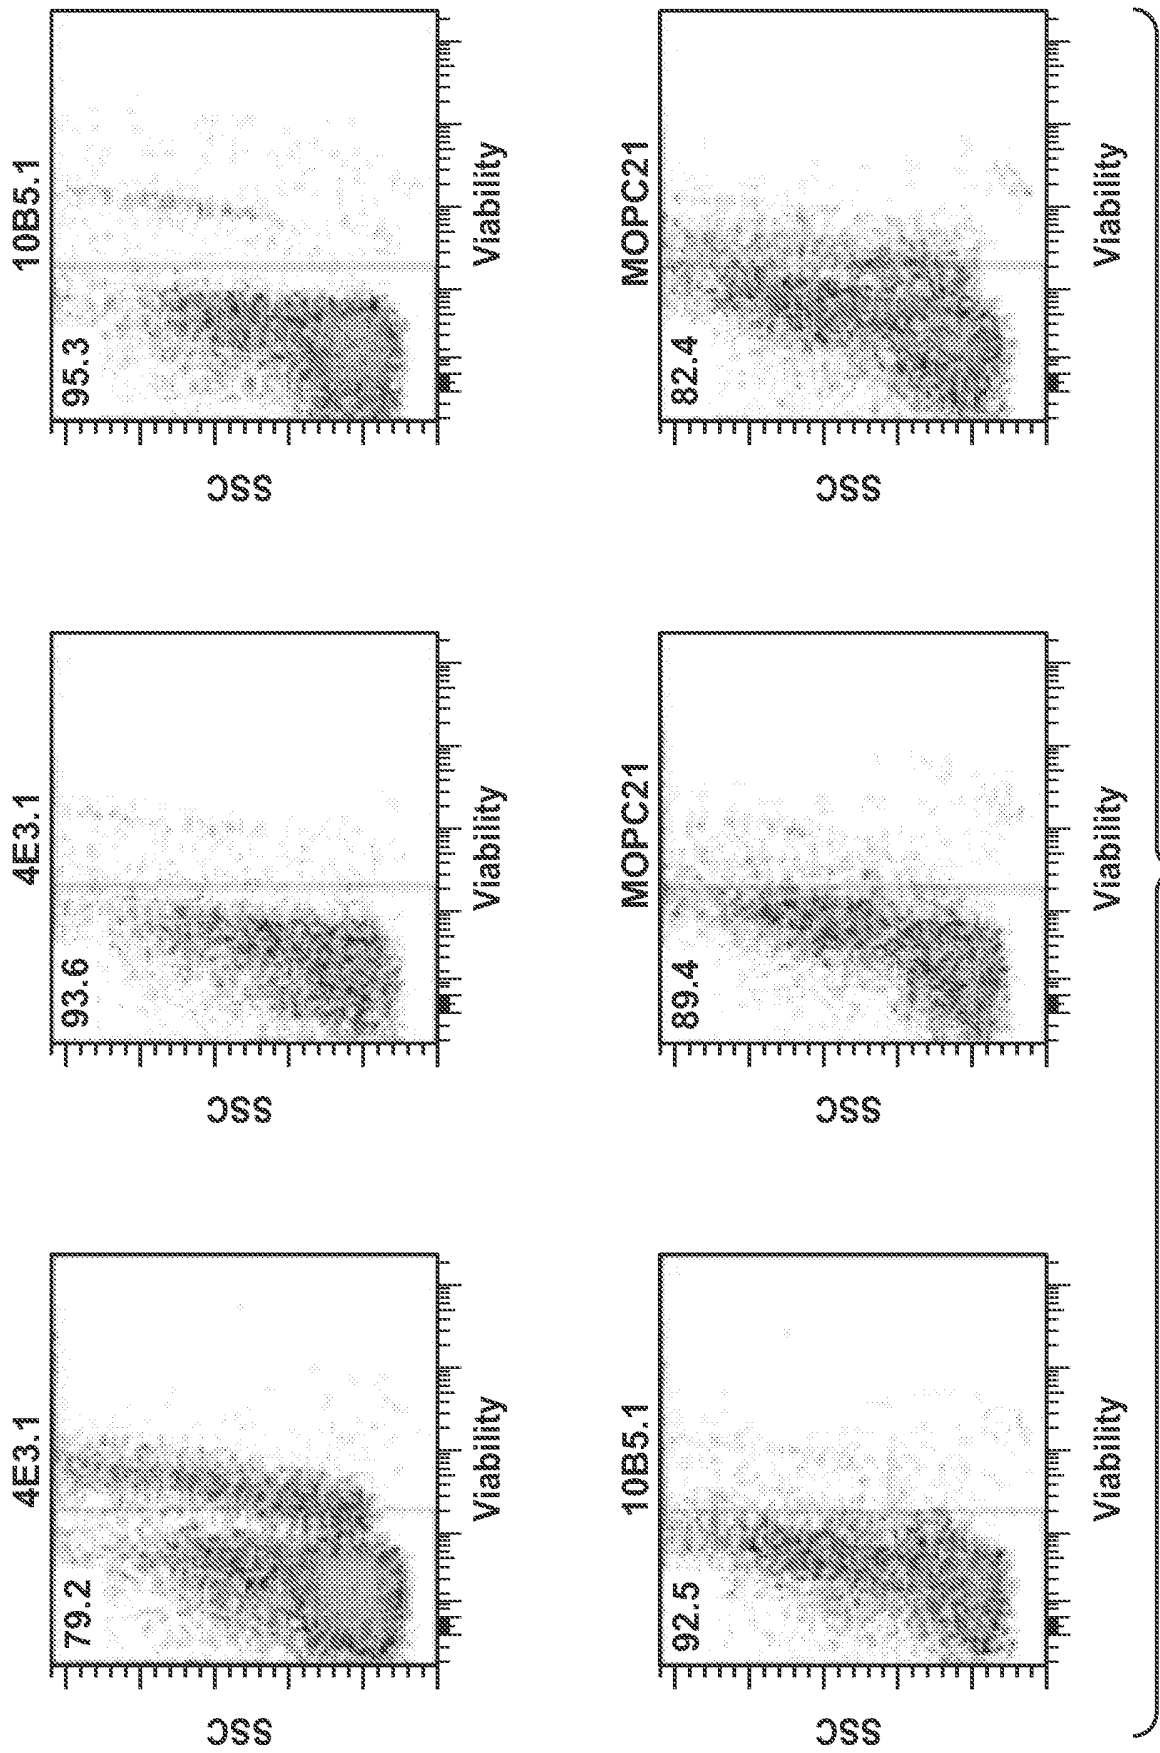 4E3.1
79.2
SSC
Viability
4E3.1
93.6
SSC
Viability
10B5.1
95.3
SSC
Viability
10B5.1
92.5
SSC
Viability
MOPC21
89.4
SSC
Viability
MOPC21
82.4
SSC
Viability